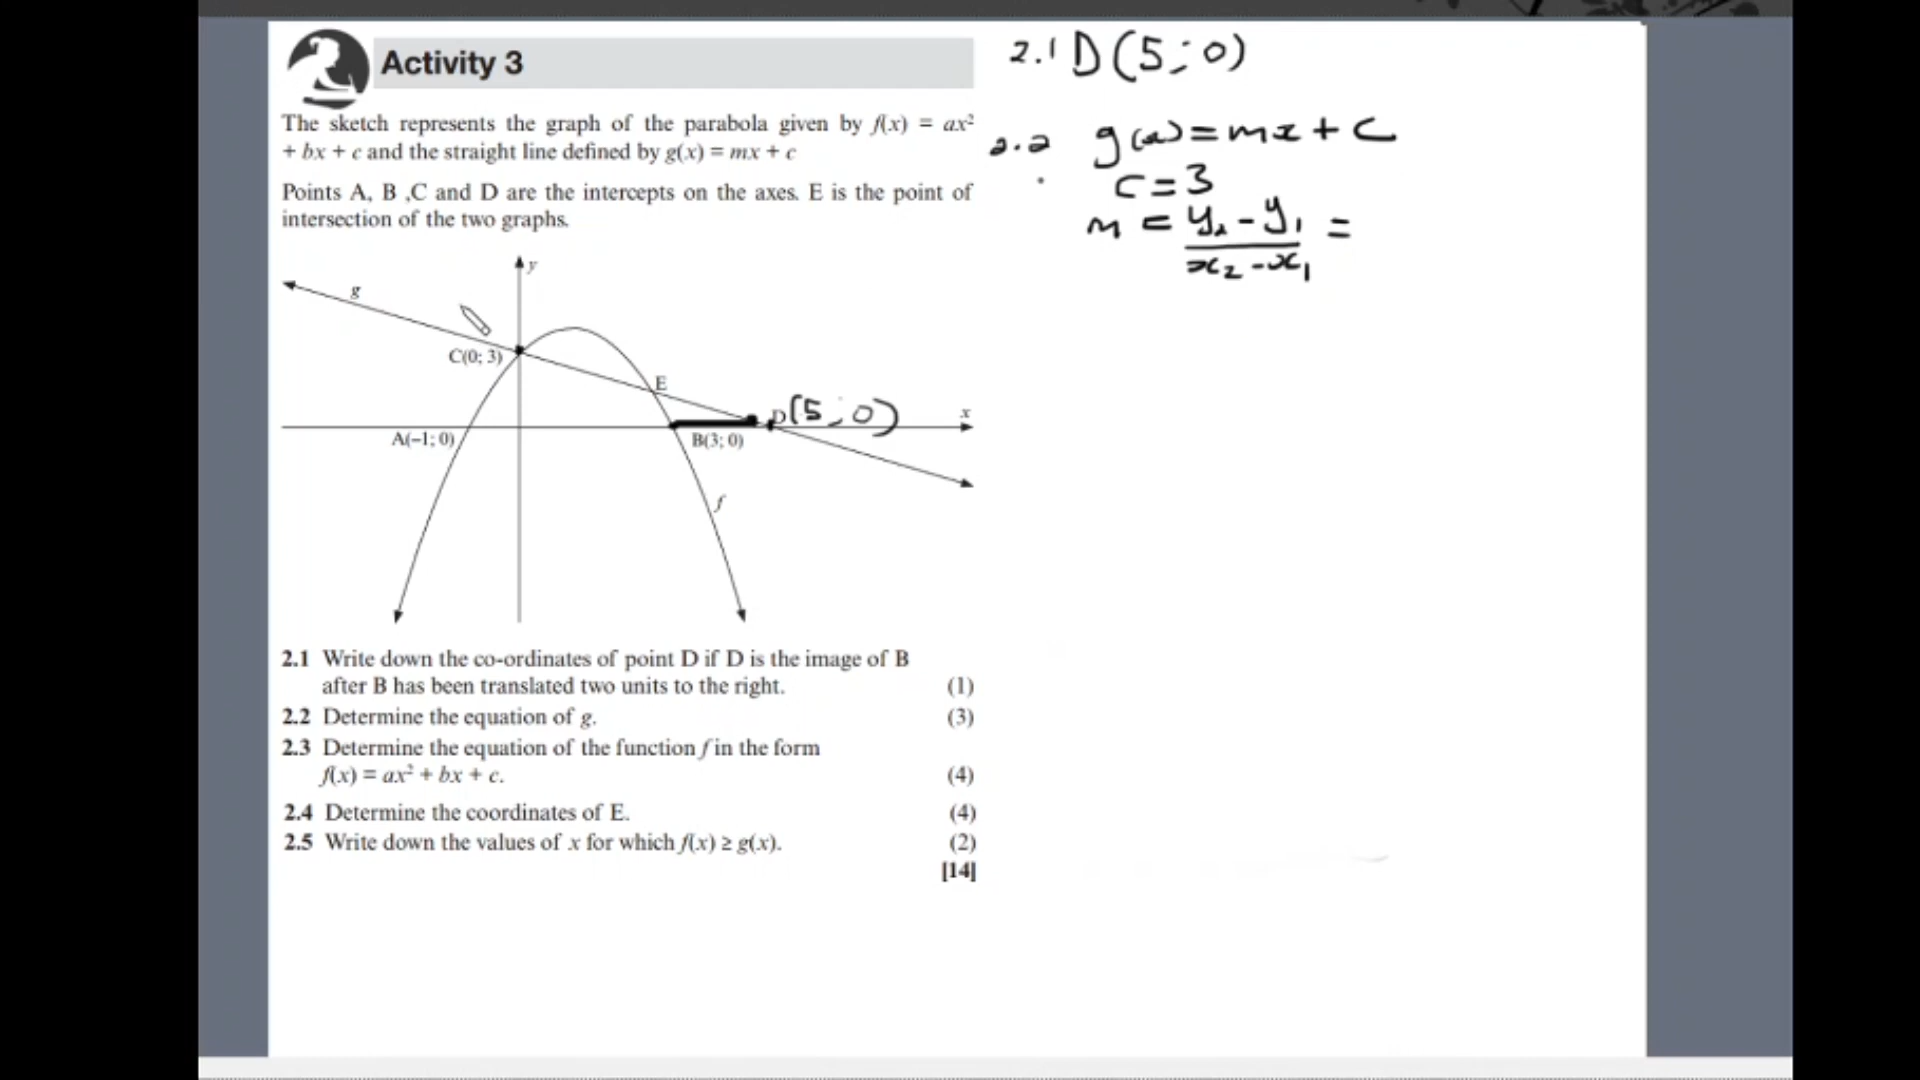 Activity 3
The sketch represents the graph of the parabola given by f(x) = ax²
+ bx + c and the straight line defined by g(x) = mx + c
Points A, B ,C and D are the intercepts on the axes. E is the point of
intersection of the two graphs.
y
g
C(0; 3)
E
D(5;0)
x
A(–1; 0)
B(3; 0)
f
2.1 Write down the co-ordinates of point D if D is the image of B
after B has been translated two units to the right. (1)
2.2 Determine the equation of g. (3)
2.3 Determine the equation of the function f in the form
f(x) = ax² + bx + c. (4)
2.4 Determine the coordinates of E. (4)
2.5 Write down the values of x for which f(x) ≥ g(x). (2)
[14]
2.1 D(5;0)
2.2 g(x)=mx+c
c=3
m = y₂-y₁ =
x₂-x₁